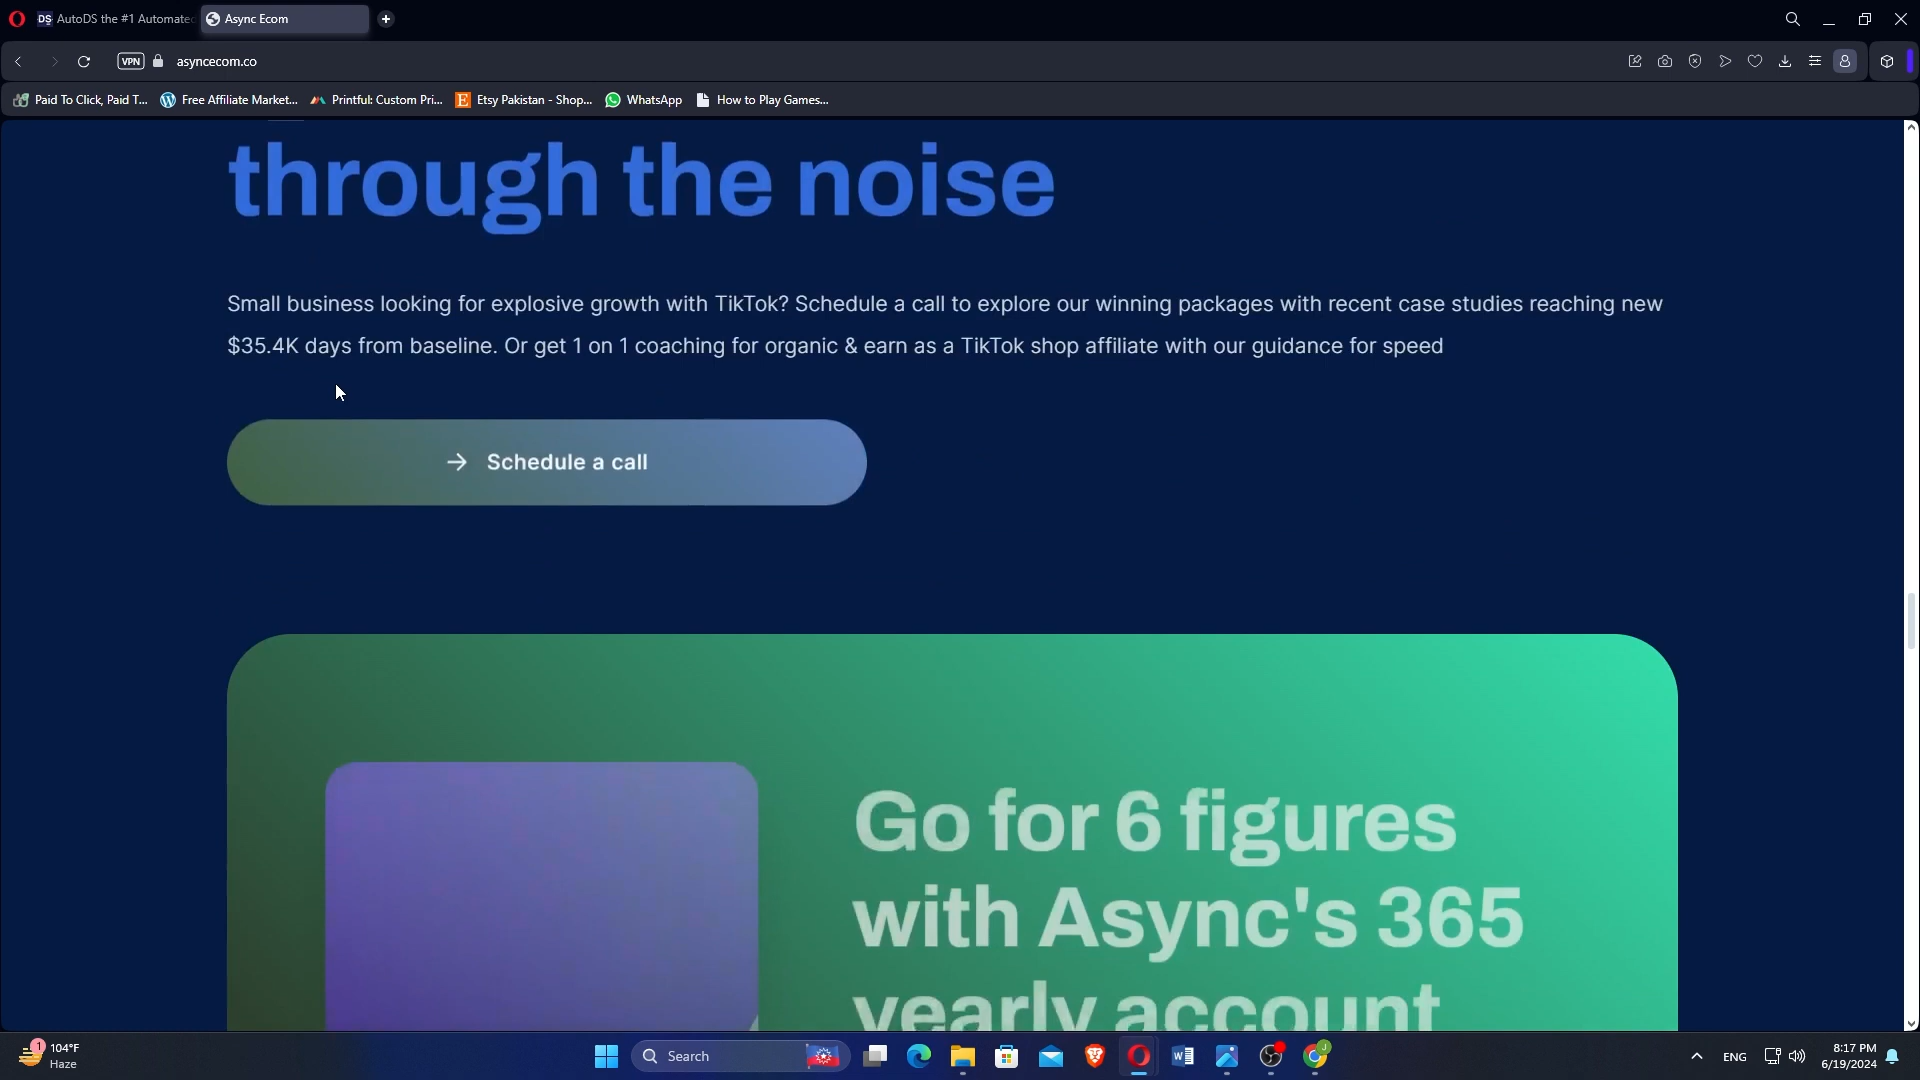 AutoDS the #1 Automated
Async Ecom
VPN
asyncecom.co
Paid To Click, Paid T...
Free Affiliate Market...
Printful: Custom Pri...
Etsy Pakistan - Shop...
WhatsApp
How to Play Games...
through the noise
Small business looking for explosive growth with TikTok? Schedule a call to explore our winning packages with recent case studies reaching new
$35.4K days from baseline. Or get 1 on 1 coaching for organic & earn as a TikTok shop affiliate with our guidance for speed
→ Schedule a call
Go for 6 figures
with Async's 365
yearly account
1
104°F
Haze
Search
ENG
8:17 PM
6/19/2024